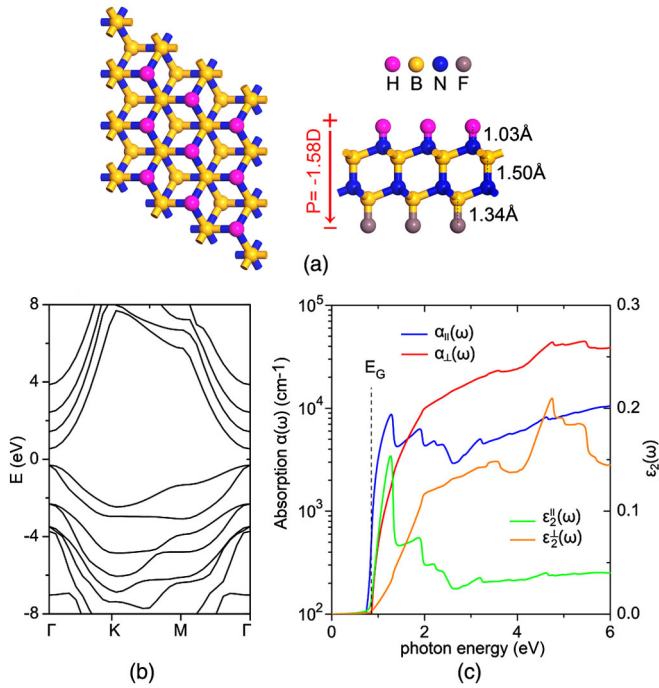 H B N F
+
1.03Å
1.50Å
1.34Å
P= -1.58D
−
(a)
8
4
0
-4
-8
E (eV)
Γ K M Γ
(b)
10⁵
10⁴
10³
10²
Absorption α(ω) (cm⁻¹)
E_G
α_||(ω)
α_⊥(ω)
ε₂^||(ω)
ε₂^⊥(ω)
0.3
0.2
0.1
0.0
ε₂(ω)
0 2 4 6
photon energy (eV)
(c)